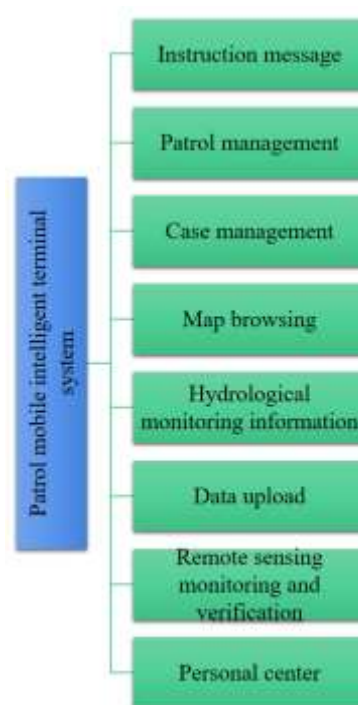 Patrol mobile intelligent terminal
system
Instruction message
Patrol management
Case management
Map browsing
Hydrological
monitoring information
Data upload
Remote sensing
monitoring and
verification
Personal center